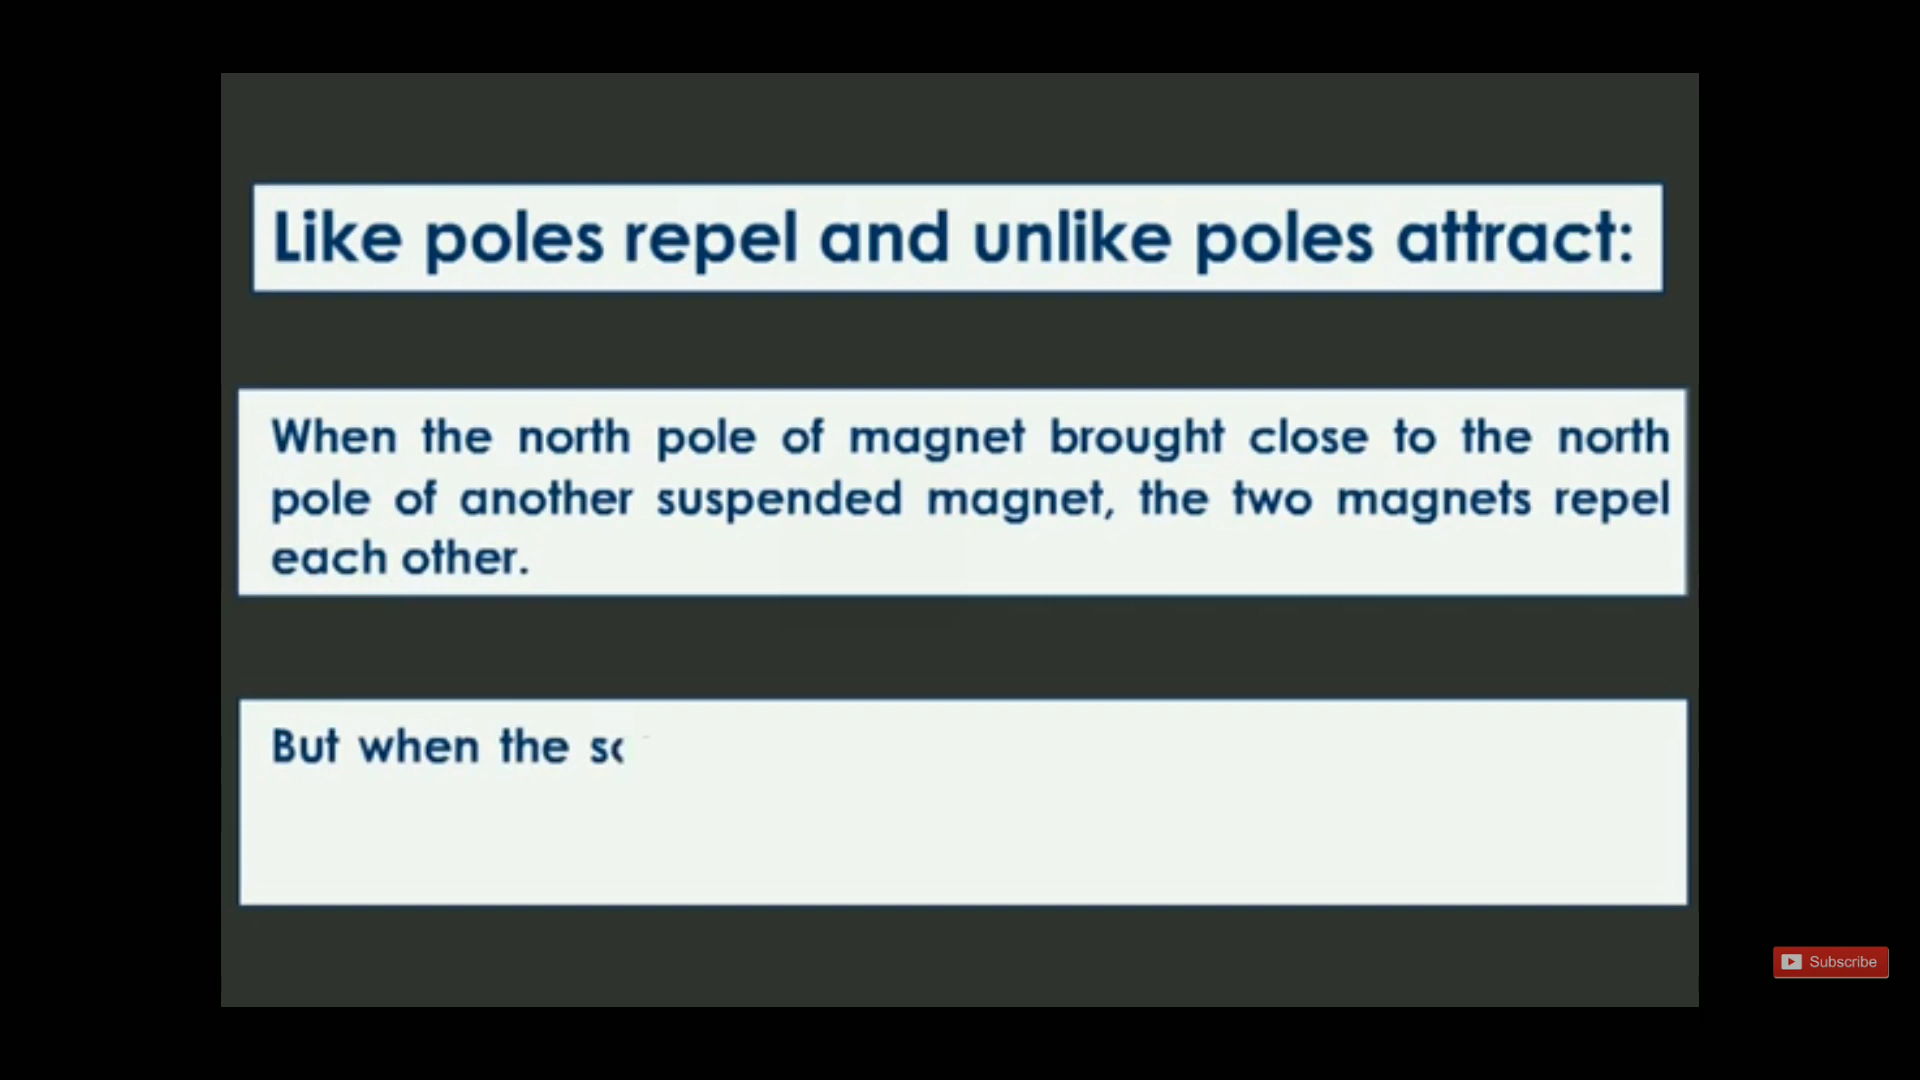 Like poles repel and unlike poles attract:
When the north pole of magnet brought close to the north
pole of another suspended magnet, the two magnets repel
each other.
But when the
Subscribe